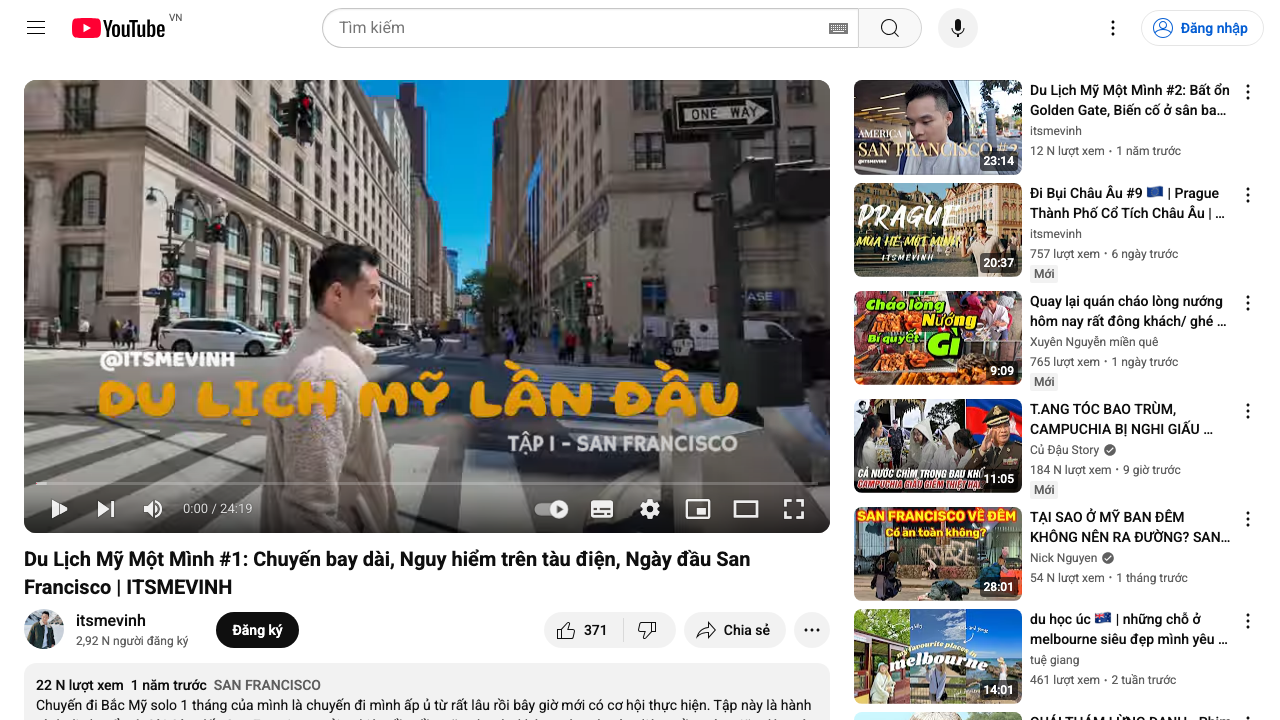 YouTube VN
Tìm kiếm
Đăng nhập
ONE WAY
@ITSMEVINH
DU LỊCH MỸ LẦN ĐẦU
TẬP 1 - SAN FRANCISCO
0:00 / 24:19
Du Lịch Mỹ Một Mình #1: Chuyến bay dài, Nguy hiểm trên tàu điện, Ngày đầu San
Francisco | ITSMEVINH
itsmevinh
2,92 N người đăng ký
Đăng ký
371
Chia sẻ
22 N lượt xem 1 năm trước SAN FRANCISCO
Chuyến đi Bắc Mỹ solo 1 tháng của mình là chuyến đi mình ấp ủ từ rất lâu rồi bây giờ mới có cơ hội thực hiện. Tập này là hành
AMERICA
SAN FRANCISCO #2
@ITSMEVINH
23:14
Du Lịch Mỹ Một Mình #2: Bất ổn
Golden Gate, Biến cố ở sân ba...
itsmevinh
12 N lượt xem • 1 năm trước
PRAGUE
MÙA HÈ MỘT MÌNH
ITSMEVINH
20:37
Đi Bụi Châu Âu #9 🇪🇺 | Prague
Thành Phố Cổ Tích Châu Âu | ...
itsmevinh
757 lượt xem • 6 ngày trước
Mới
Cháo lòng
Nướng
Bí quyết
GÌ
9:09
Quay lại quán cháo lòng nướng
hôm nay rất đông khách/ ghé ...
Xuyên Nguyễn miền quê
765 lượt xem • 1 ngày trước
Mới
CẢ NƯỚC CHÌM TRONG ĐAU KHỔ
CAMPUCHIA GIẤU GIẾM THIỆT HẠI
11:05
T.ANG TÓC BAO TRÙM,
CAMPUCHIA BỊ NGHI GIẤU ...
Củ Đậu Story
184 N lượt xem • 9 giờ trước
Mới
SAN FRANCISCO VỀ ĐÊM
Có an toàn không?
28:01
TẠI SAO Ở MỸ BAN ĐÊM
KHÔNG NÊN RA ĐƯỜNG? SAN...
Nick Nguyen
54 N lượt xem • 1 tháng trước
my favourite places in
melbourne
14:01
du học úc 🇦🇺 | những chỗ ở
melbourne siêu đẹp mình yêu ...
tuệ giang
461 lượt xem • 2 tuần trước